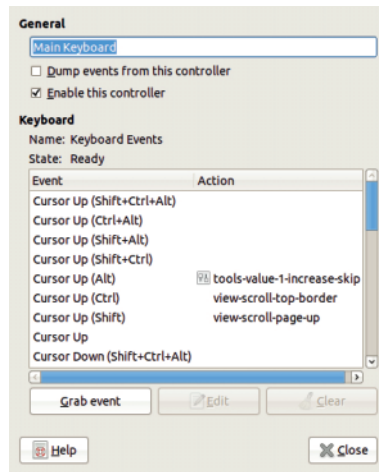 General
Main Keyboard
Dump events from this controller
Enable this controller
Keyboard
Name: Keyboard Events
State: Ready
Event Action
Cursor Up (Shift+Ctrl+Alt)
Cursor Up (Ctrl+Alt)
Cursor Up (Shift+Alt)
Cursor Up (Shift+Ctrl)
Cursor Up (Alt) tools-value-1-increase-skip
Cursor Up (Ctrl) view-scroll-top-border
Cursor Up (Shift) view-scroll-page-up
Cursor Up
Cursor Down (Shift+Ctrl+Alt)
Grab event Edit Clear
Help Close